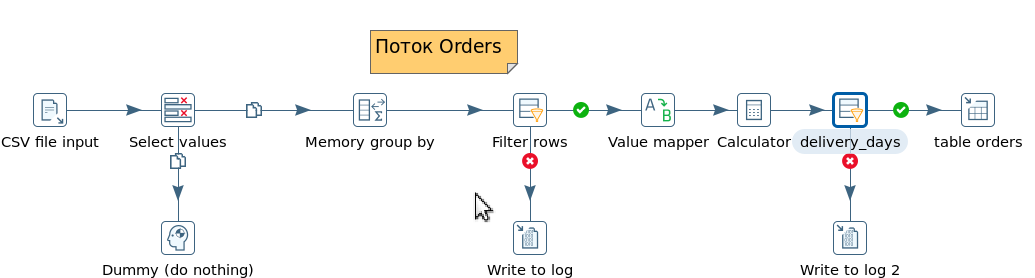 Поток Orders
CSV file input
Select values
Memory group by
Filter rows
Value mapper
Calculator
delivery_days
table orders
Dummy (do nothing)
Write to log
Write to log 2